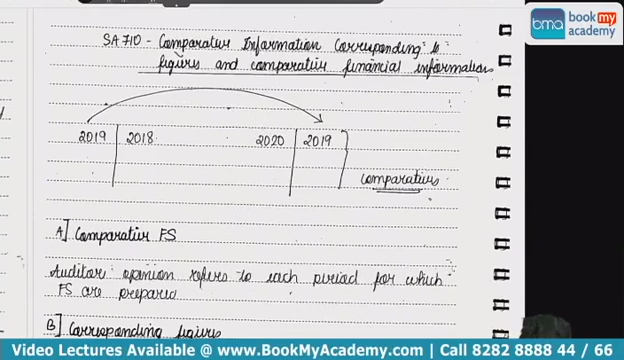 bma book my academy
SA 710 - Comparative Information Corresponding to
figures and comparative financial information
2019 2018 2020 2019
Comparatives
A] Comparative FS
Auditor opinion refers to each period for which
FS are prepared
B] Corresponding figures
Video Lectures Available @ www.BookMyAcademy.com | Call 8282 8888 44 / 66